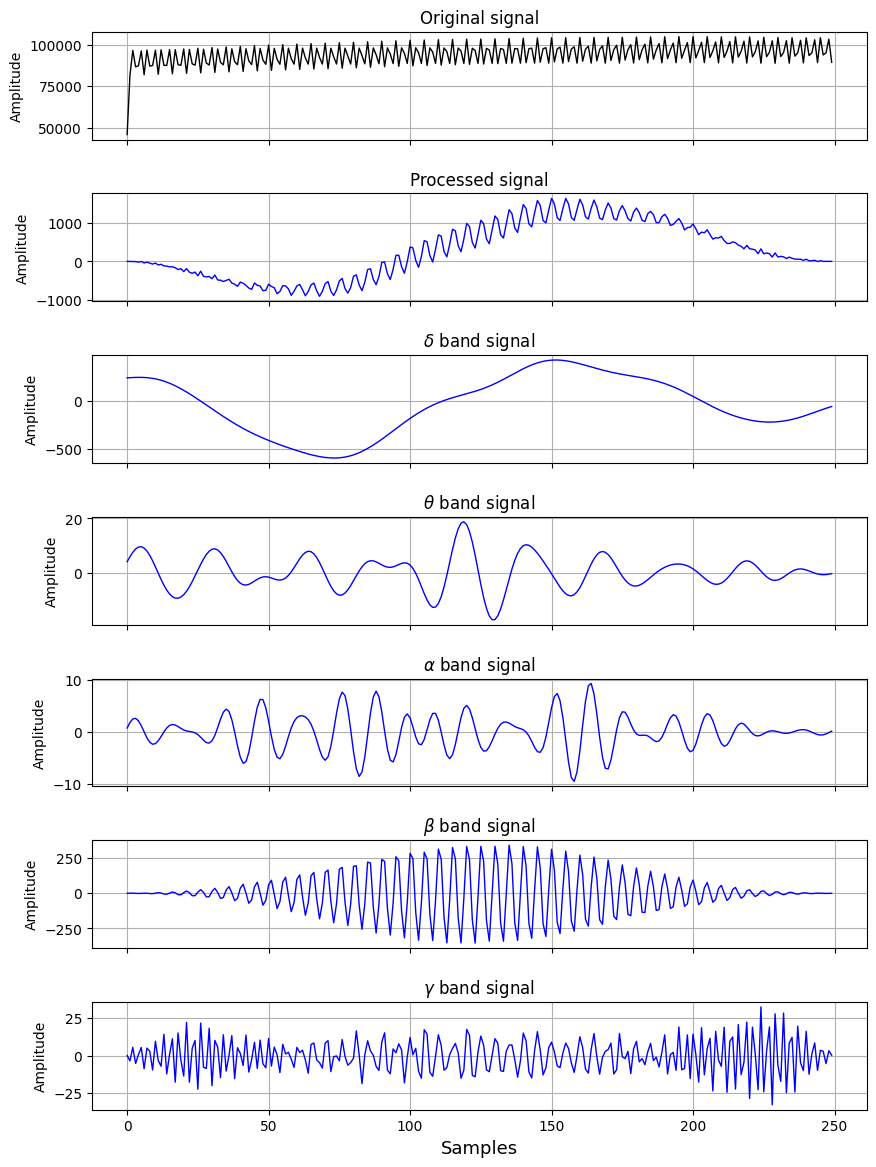 Original signal
Amplitude
100000
75000
50000
Processed signal
Amplitude
1000
0
−1000
δ band signal
Amplitude
0
−500
θ band signal
Amplitude
20
0
α band signal
Amplitude
10
0
−10
β band signal
Amplitude
250
0
−250
γ band signal
Amplitude
25
0
−25
0 50 100 150 200 250
Samples